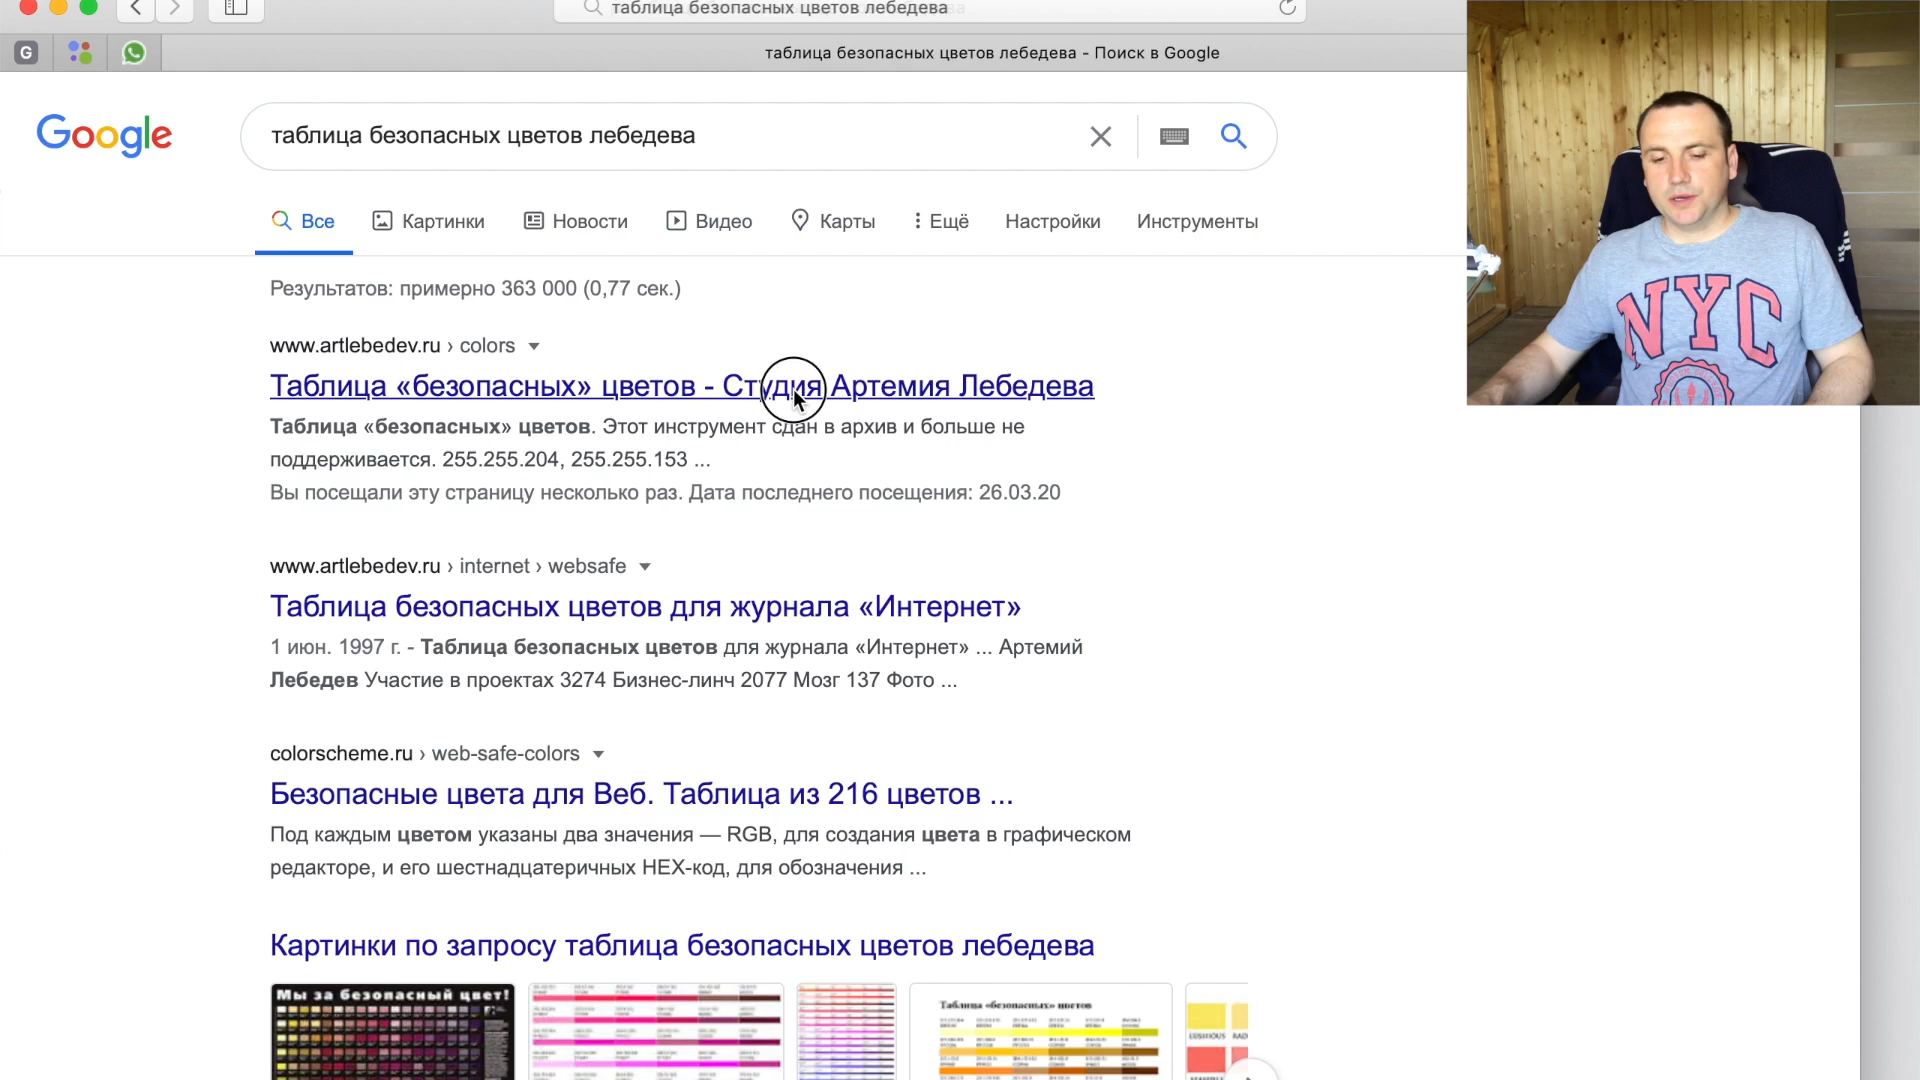 таблица безопасных цветов лебедева
G
таблица безопасных цветов лебедева - Поиск в Google
Google
таблица безопасных цветов лебедева
Все
Картинки
Новости
Видео
Карты
Ещё
Настройки
Инструменты
Результатов: примерно 363 000 (0,77 сек.)
www.artlebedev.ru › colors
Таблица «безопасных» цветов - Студия Артемия Лебедева
Таблица «безопасных» цветов. Этот инструмент сдан в архив и больше не
поддерживается. 255.255.204, 255.255.153 ...
Вы посещали эту страницу несколько раз. Дата последнего посещения: 26.03.20
www.artlebedev.ru › internet › websafe
Таблица безопасных цветов для журнала «Интернет»
1 июн. 1997 г. - Таблица безопасных цветов для журнала «Интернет» ... Артемий
Лебедев Участие в проектах 3274 Бизнес-линч 2077 Мозг 137 Фото ...
colorscheme.ru › web-safe-colors
Безопасные цвета для Веб. Таблица из 216 цветов ...
Под каждым цветом указаны два значения — RGB, для создания цвета в графическом
редакторе, и его шестнадцатеричных HEX-код, для обозначения ...
Картинки по запросу таблица безопасных цветов лебедева
Мы за безопасный цвет!
Таблица «безопасных» цветов
LUSHIOUS
RAD
NYC